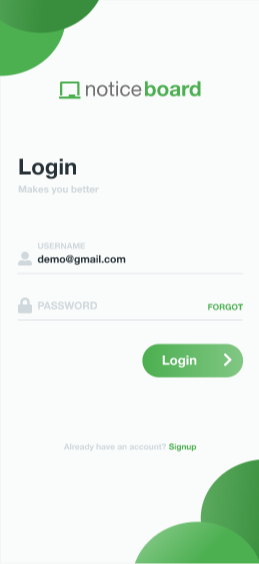 noticeboard
Login
Makes you better
USERNAME
demo@gmail.com
PASSWORD FORGOT
Login
Already have an account? Signup